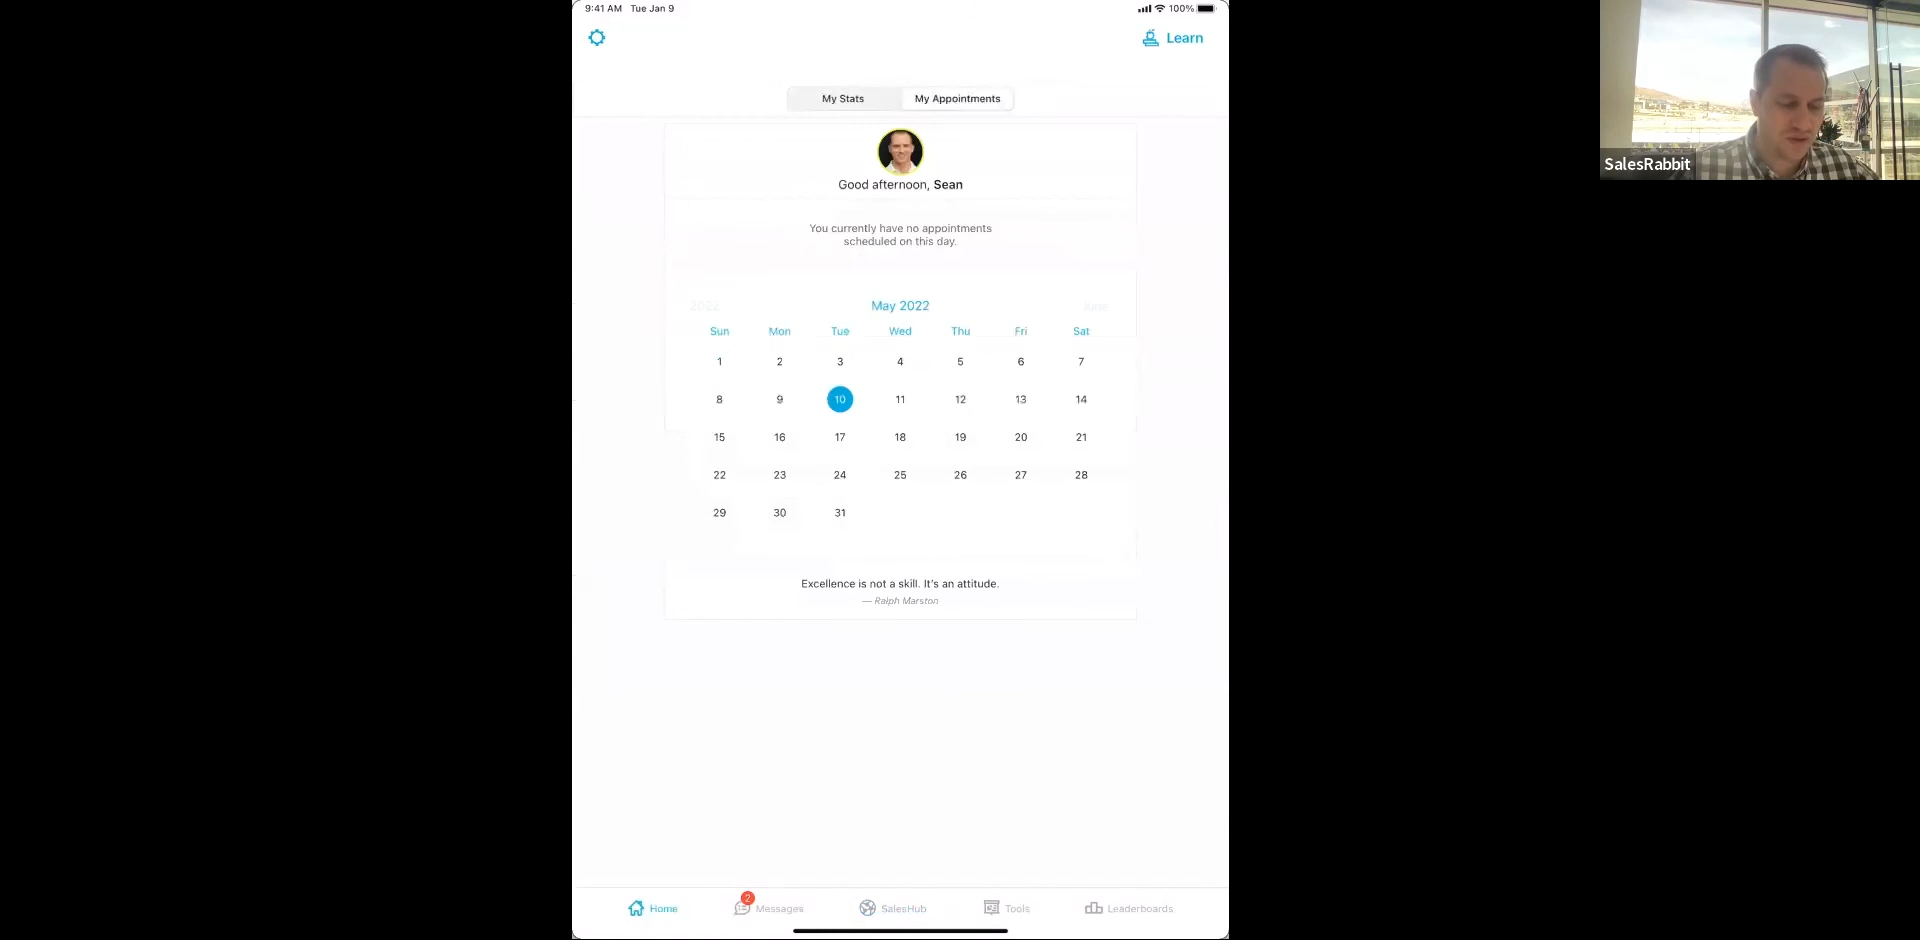 9:41 AM Tue Jan 9
100%
Learn
My Stats My Appointments
SalesRabbit
Good afternoon, Sean
You currently have no appointments
scheduled on this day.
2022 May 2022 June
Sun Mon Tue Wed Thu Fri Sat
1 2 3 4 5 6 7
8 9 10 11 12 13 14
15 16 17 18 19 20 21
22 23 24 25 26 27 28
29 30 31
Excellence is not a skill. It's an attitude.
— Ralph Marston
Home 2 Messages SalesHub Tools Leaderboards